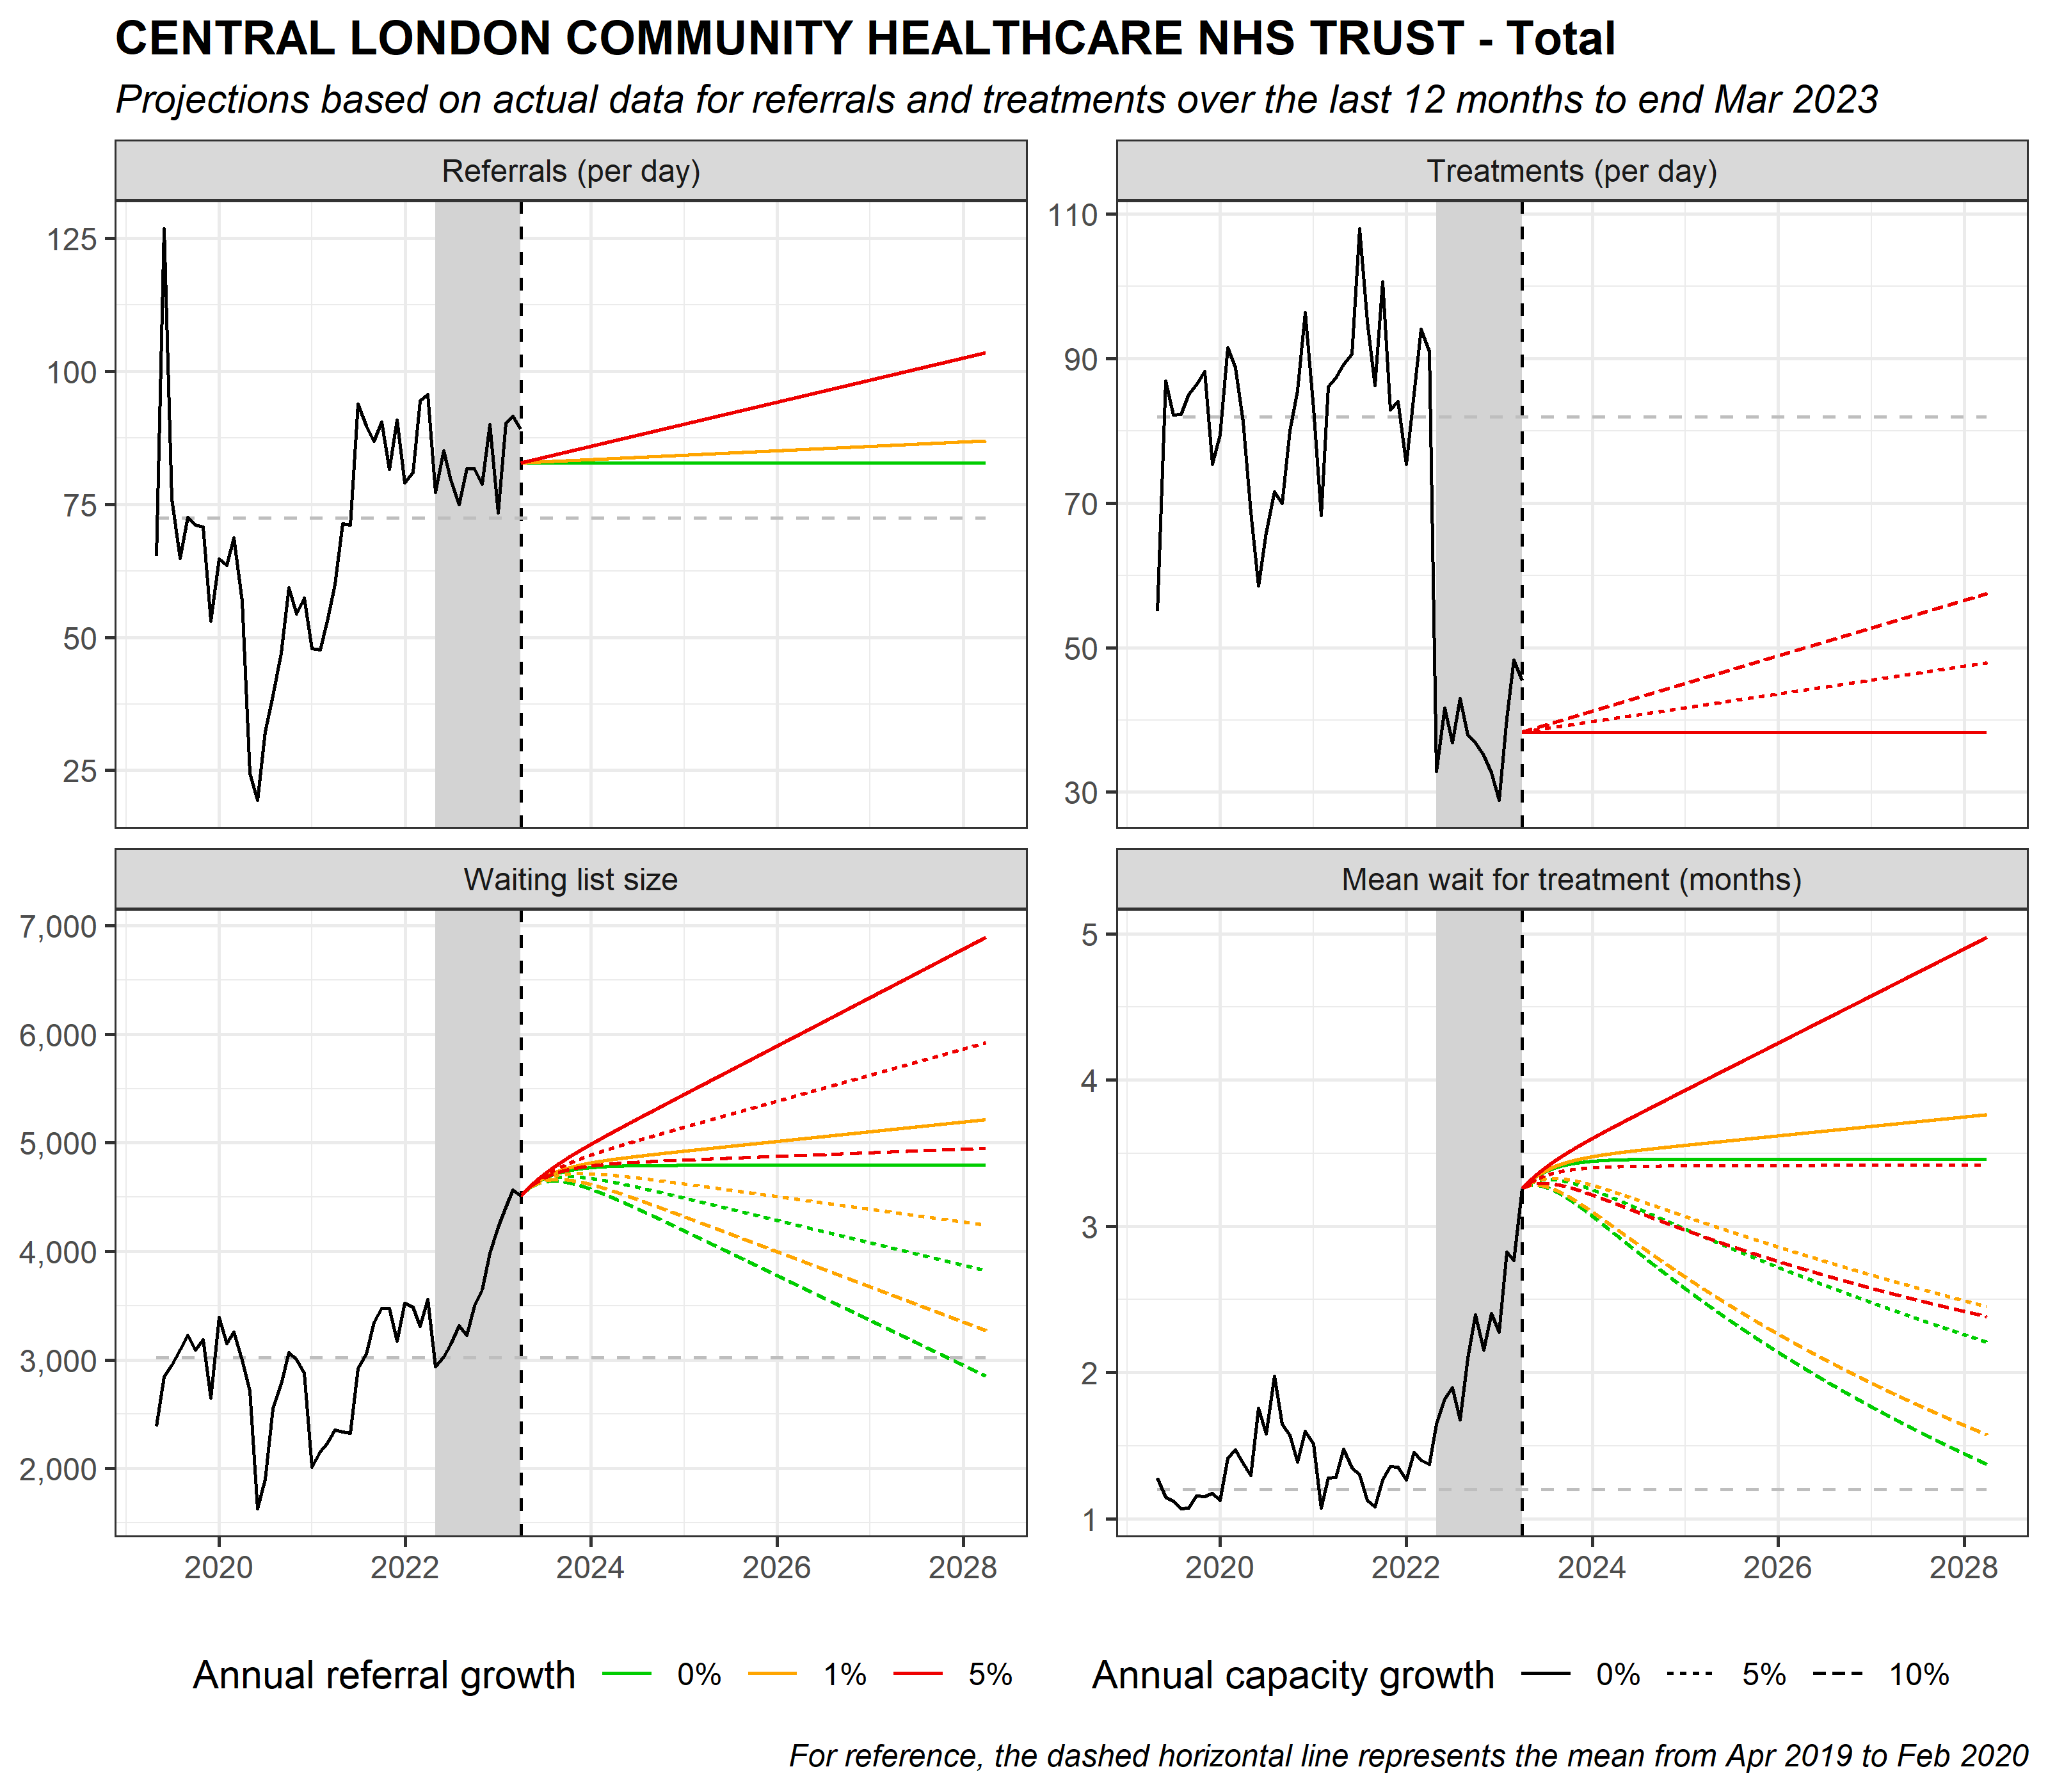 CENTRAL LONDON COMMUNITY HEALTHCARE NHS TRUST - Total
Projections based on actual data for referrals and treatments over the last 12 months to end Mar 2023
Referrals (per day)
125
100
75
50
25
Treatments (per day)
110
90
70
50
30
Waiting list size
7,000
6,000
5,000
4,000
3,000
2,000
2020 2022 2024 2026 2028
Mean wait for treatment (months)
5
4
3
2
1
2020 2022 2024 2026 2028
Annual referral growth 0% 1% 5%
Annual capacity growth 0% 5% 10%
For reference, the dashed horizontal line represents the mean from Apr 2019 to Feb 2020